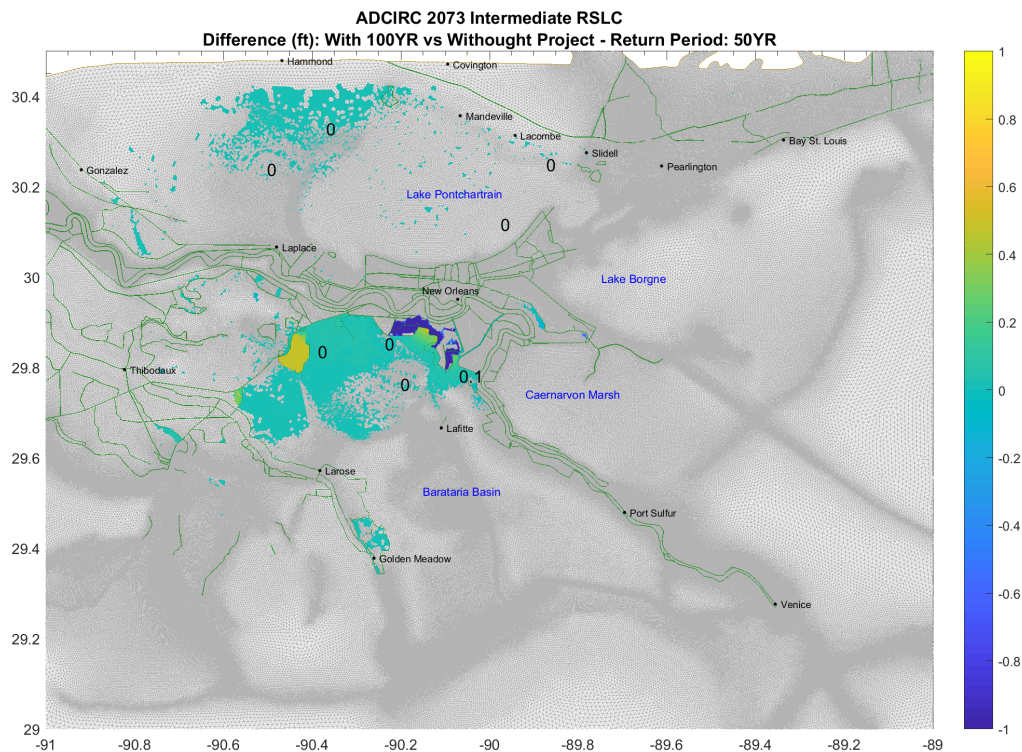 ADCIRC 2073 Intermediate RSLC
Difference (ft): With 100YR vs Withought Project - Return Period: 50YR
Hammond
Covington
30.4
Mandeville
0
Lacombe
Bay St. Louis
Slidell
0
Pearlington
Gonzalez
0
30.2
Lake Pontchartrain
0
Laplace
30
Lake Borgne
New Orleans
0
0
29.8
Thibodaux
0.1
0
Caernarvon Marsh
Lafitte
29.6
Larose
Barataria Basin
Port Sulfur
29.4
Golden Meadow
Venice
29.2
29
-91
-90.8
-90.6
-90.4
-90.2
-90
-89.8
-89.6
-89.4
-89.2
-89
1
0.8
0.6
0.4
0.2
0
-0.2
-0.4
-0.6
-0.8
-1